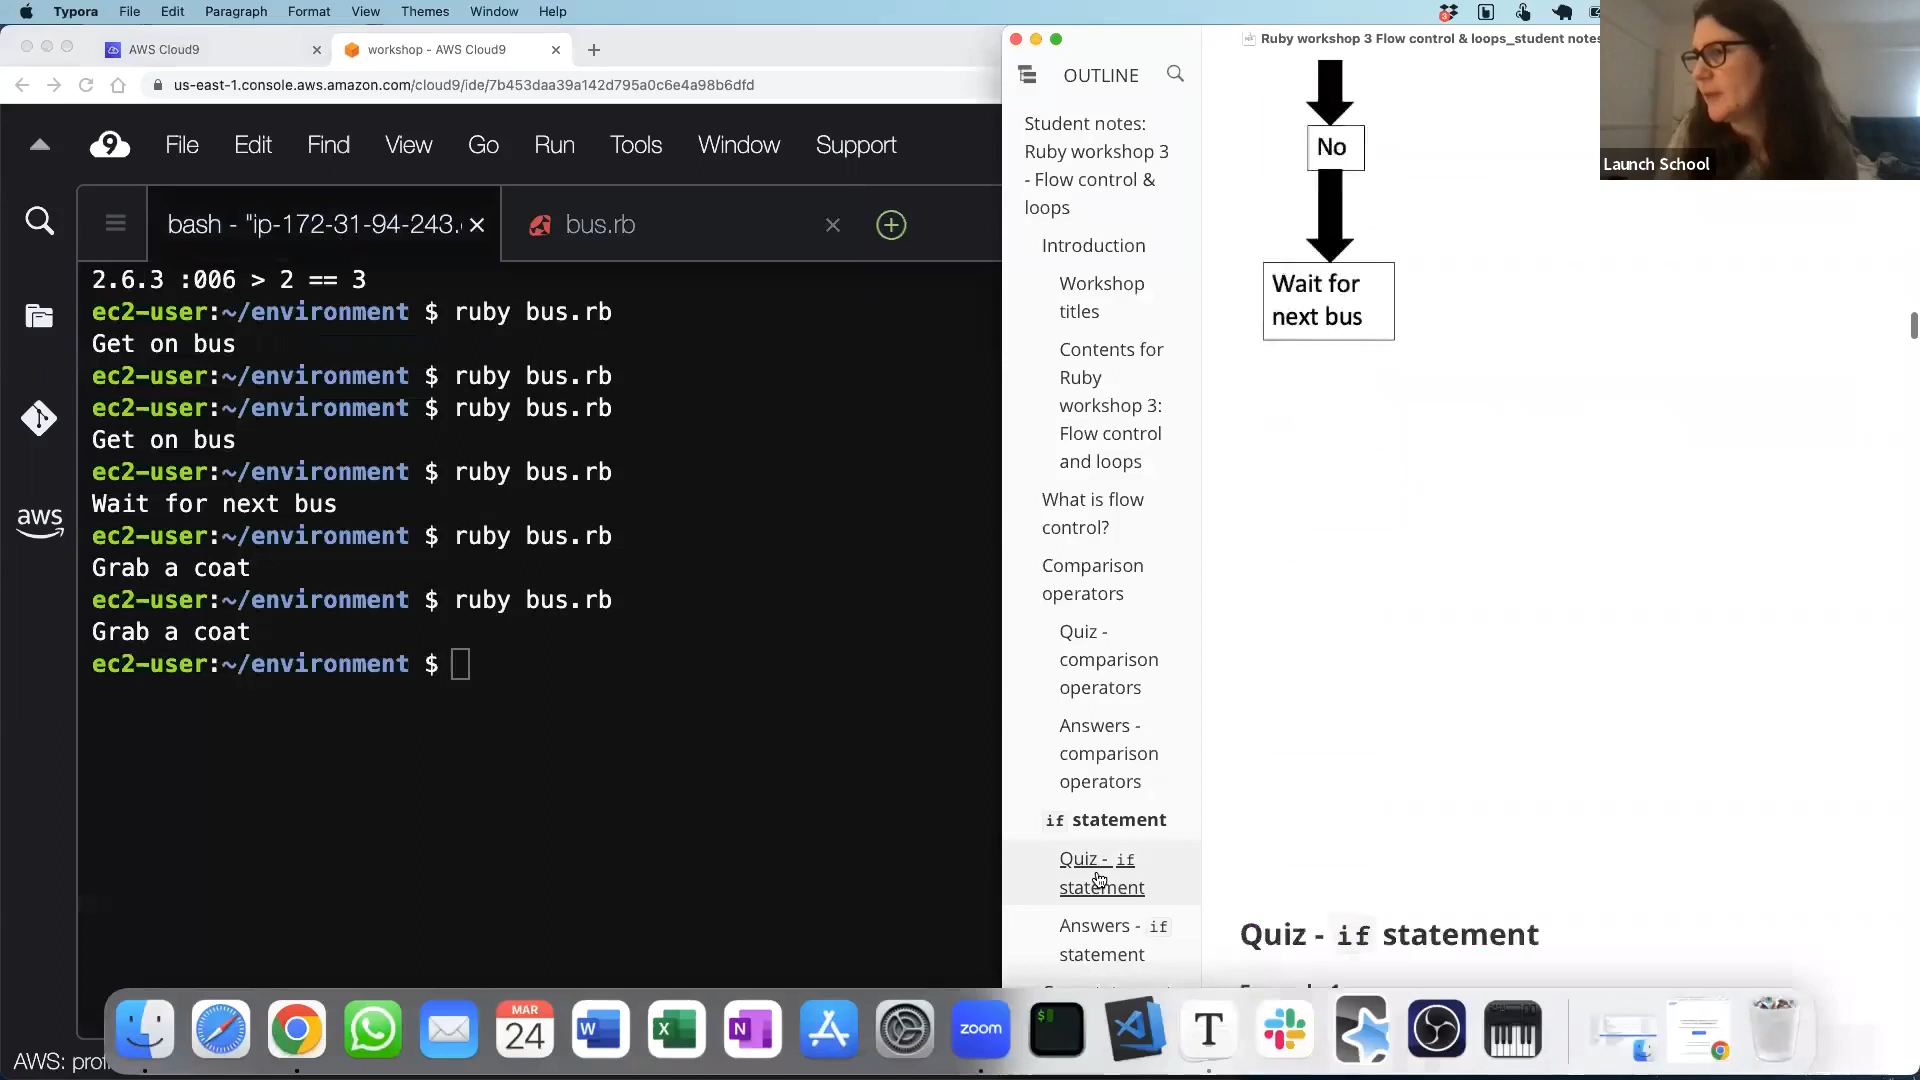 Typora File Edit Paragraph Format View Themes Window Help
AWS Cloud9
workshop - AWS Cloud9
us-east-1.console.aws.amazon.com/cloud9/ide/7b453daa39a142d795a0c6e4a98b6dfd
9 File Edit Find View Go Run Tools Window Support
bash - "ip-172-31-94-243.
bus.rb
2.6.3 :006 > 2 == 3
ec2-user:~/environment $ ruby bus.rb
Get on bus
ec2-user:~/environment $ ruby bus.rb
ec2-user:~/environment $ ruby bus.rb
Get on bus
ec2-user:~/environment $ ruby bus.rb
Wait for next bus
ec2-user:~/environment $ ruby bus.rb
Grab a coat
ec2-user:~/environment $ ruby bus.rb
Grab a coat
ec2-user:~/environment $
aws
AWS: prof
Ruby workshop 3 Flow control & loops_student notes
OUTLINE
Student notes:
Ruby workshop 3
- Flow control &
loops
Introduction
Workshop
titles
Contents for
Ruby
workshop 3:
Flow control
and loops
What is flow
control?
Comparison
operators
Quiz -
comparison
operators
Answers -
comparison
operators
if statement
Quiz - if
statement
Answers - if
statement
No
Wait for
next bus
Quiz - if statement
Launch School
MAR
24
W
X
N
zoom
$
T
3